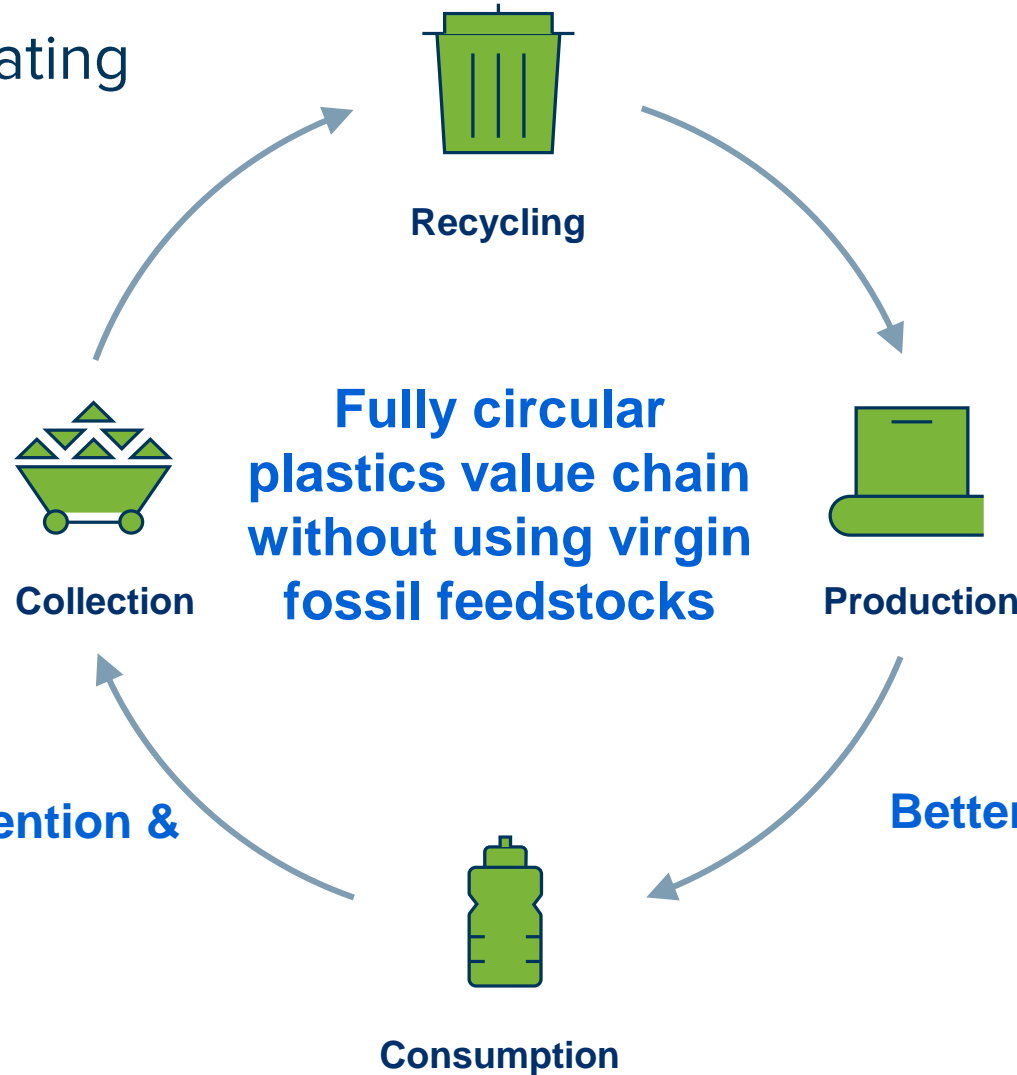 ating
Recycling
Fully circular
plastics value chain
without using virgin
fossil feedstocks
Collection
Production
ention &
Better
Consumption